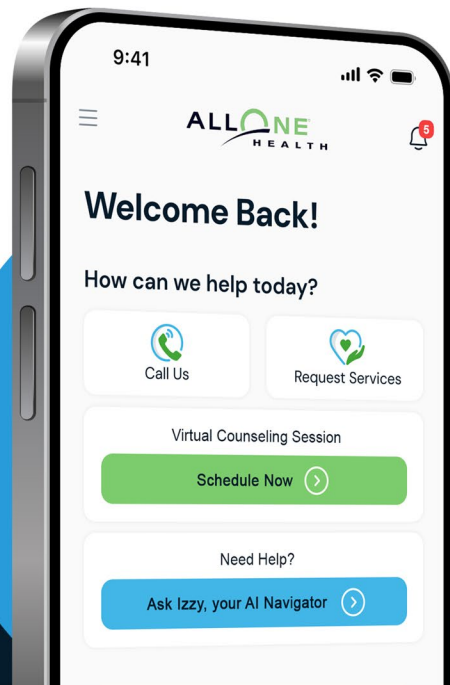 9:41
5
ALLONE
HEALTH
Welcome Back!
How can we help today?
Call Us
Request Services
Virtual Counseling Session
Schedule Now
Need Help?
Ask Izzy, your AI Navigator